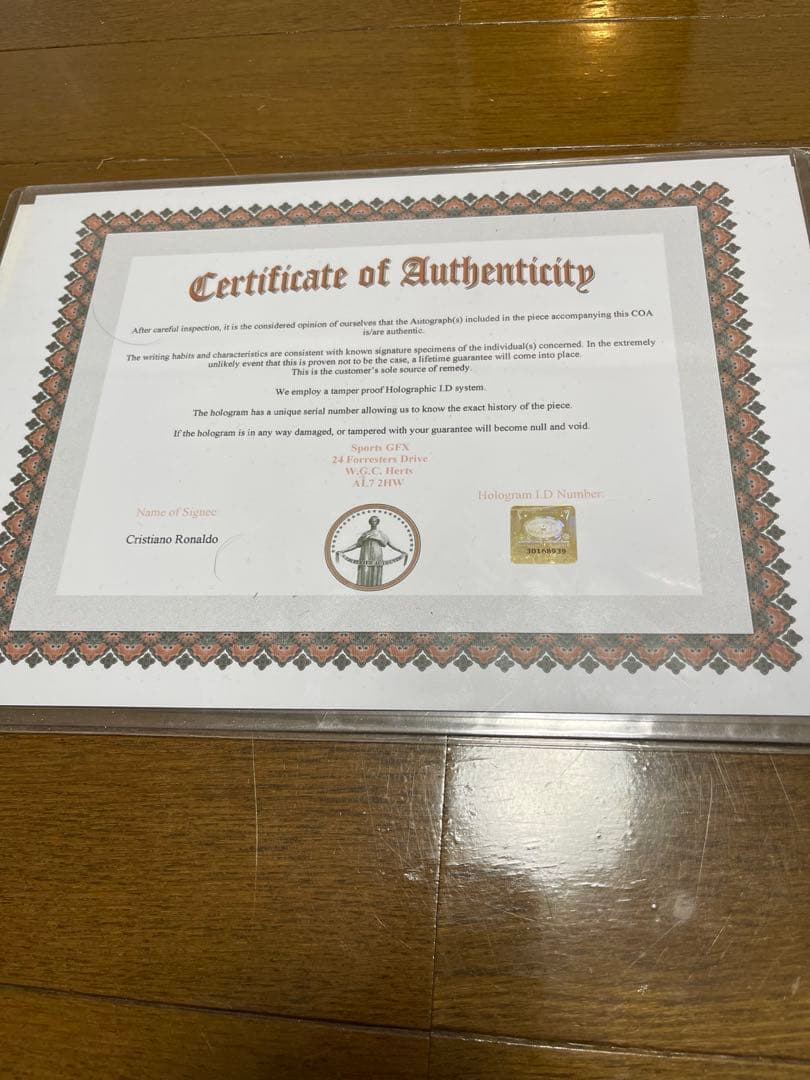 Certificate of Authenticity
After careful inspection, it is the considered opinion of ourselves that the Autograph(s) included in the piece accompanying this COA
is/are authentic.
The writing habits and characteristics are consistent with known signature specimens of the individual(s) concerned. In the extremely
unlikely event that this is proven not to be the case, a lifetime guarantee will come into place.
This is the customer's sole source of remedy.
We employ a tamper proof Holographic I.D system.
The hologram has a unique serial number allowing us to know the exact history of the piece.
If the hologram is in any way damaged, or tampered with your guarantee will become null and void.
Sports GFX
24 Forresters Drive
W.G.C. Herts
AL7 2HW
Name of Signee:
Hologram I.D Number:
Cristiano Ronaldo
30168939